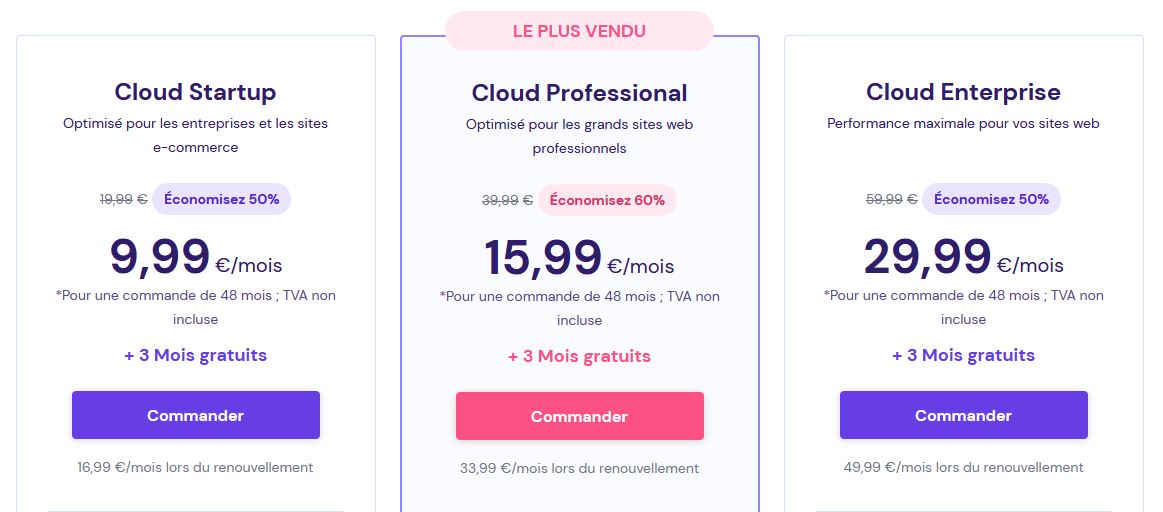 LE PLUS VENDU
Cloud Startup
Optimisé pour les entreprises et les sites
e-commerce
19,99 € Économisez 50%
9,99 €/mois
*Pour une commande de 48 mois ; TVA non
incluse
+ 3 Mois gratuits
Commander
16,99 €/mois lors du renouvellement
Cloud Professional
Optimisé pour les grands sites web
professionnels
39,99 € Économisez 60%
15,99 €/mois
*Pour une commande de 48 mois ; TVA non
incluse
+ 3 Mois gratuits
Commander
33,99 €/mois lors du renouvellement
Cloud Enterprise
Performance maximale pour vos sites web
59,99 € Économisez 50%
29,99 €/mois
*Pour une commande de 48 mois ; TVA non
incluse
+ 3 Mois gratuits
Commander
49,99 €/mois lors du renouvellement